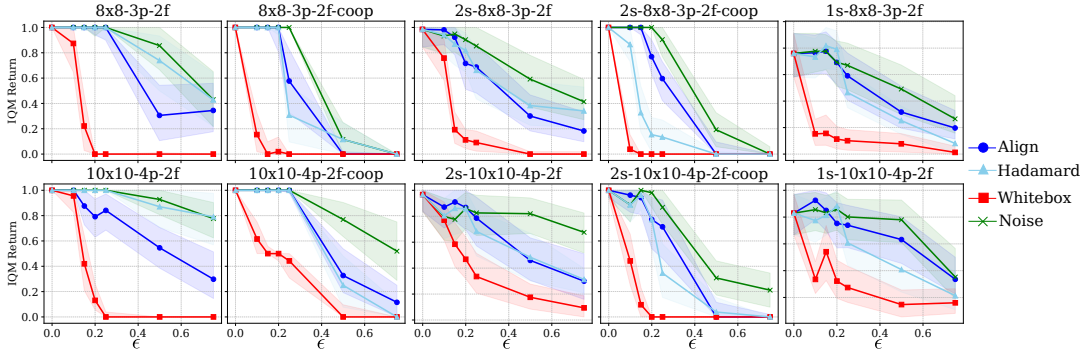 8x8-3p-2f
8x8-3p-2f-coop
2s-8x8-3p-2f
2s-8x8-3p-2f-coop
1s-8x8-3p-2f
IQM Return
1.0
0.8
0.6
0.4
0.2
0.0
Align
Hadamard
Whitebox
Noise
10x10-4p-2f
10x10-4p-2f-coop
2s-10x10-4p-2f
2s-10x10-4p-2f-coop
1s-10x10-4p-2f
IQM Return
1.0
0.8
0.6
0.4
0.2
0.0
0.0 0.2 0.4 0.6
0.0 0.2 0.4 0.6
0.0 0.2 0.4 0.6
0.0 0.2 0.4 0.6
0.0 0.2 0.4 0.6
ϵ ϵ ϵ ϵ ϵ